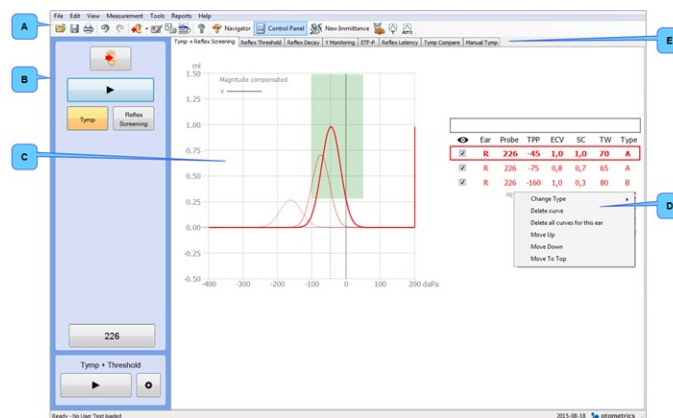 File Edit View Measurement Tools Reports Help
A
Navigator Control Panel New Immittance
E
Tymp + Reflex Screening Reflex Threshold Reflex Decay Y Monitoring ETF-P Reflex Latency Tymp Compare Manual Tymp
B
ml
1.50
Magnitude compensated
Y
1.25
Tymp
Reflex Screening
1.00
Ear Probe TPP ECV SC TW Type
R 226 -45 1,0 1,0 70 A
C
0.75
R 226 -75 0,8 0,7 65 A
0.50
R 226 -160 1,0 0,3 80 B
D
Change Type
0.25
Delete curve
Delete all curves for this ear
0.00
Move Up
Move Down
-0.25
Move To Top
-0.50
-400 -300 -200 -100 0 200 daPa
226
Tymp + Threshold
Ready - No User Test loaded
2015-08-18 otometrics